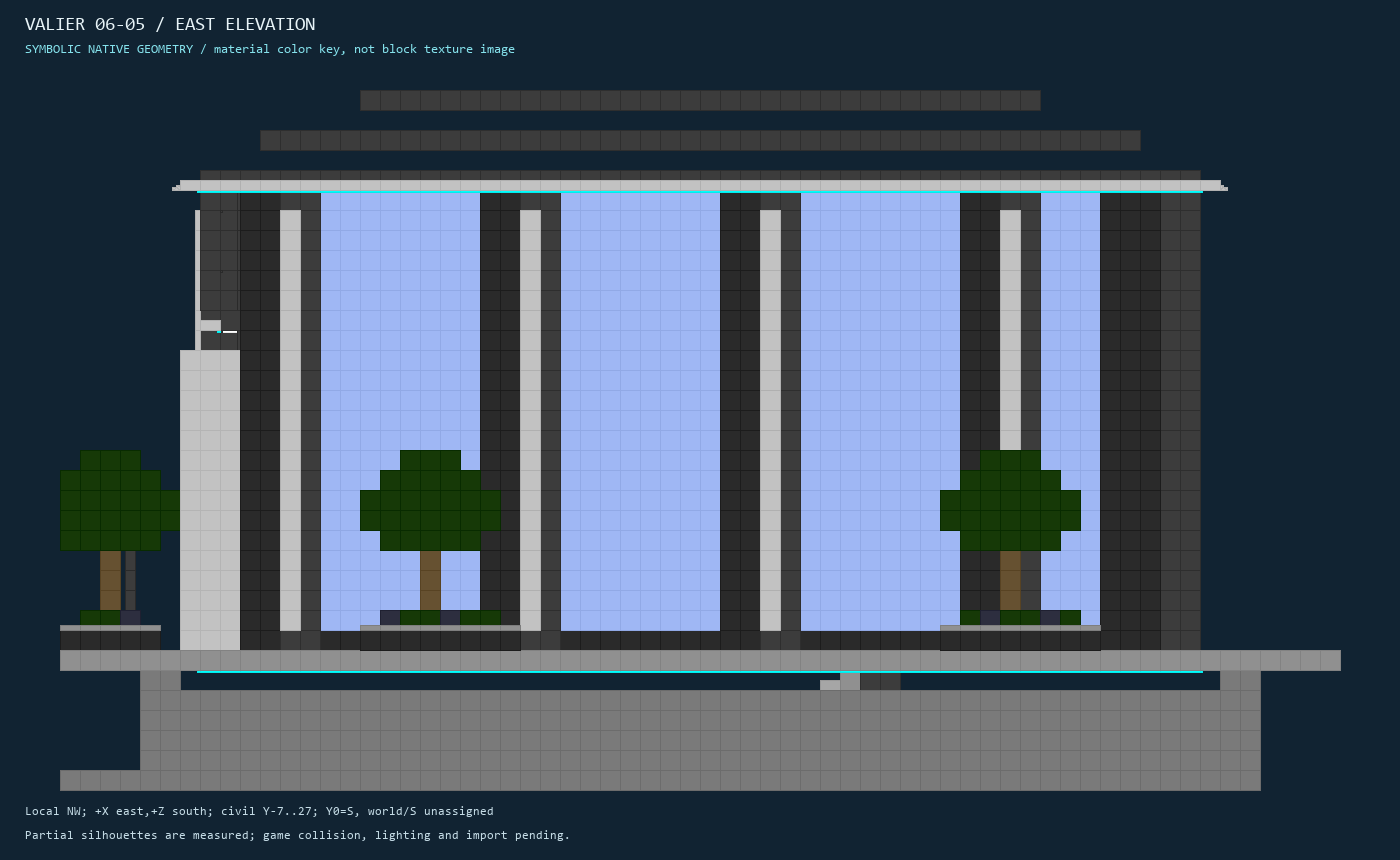 VALIER 06-05 / EAST ELEVATION
SYMBOLIC NATIVE GEOMETRY / material color key, not block texture image
Local NW; +X east,+Z south; civil Y-7..27; Y0=S, world/S unassigned
Partial silhouettes are measured; game collision, lighting and import pending.